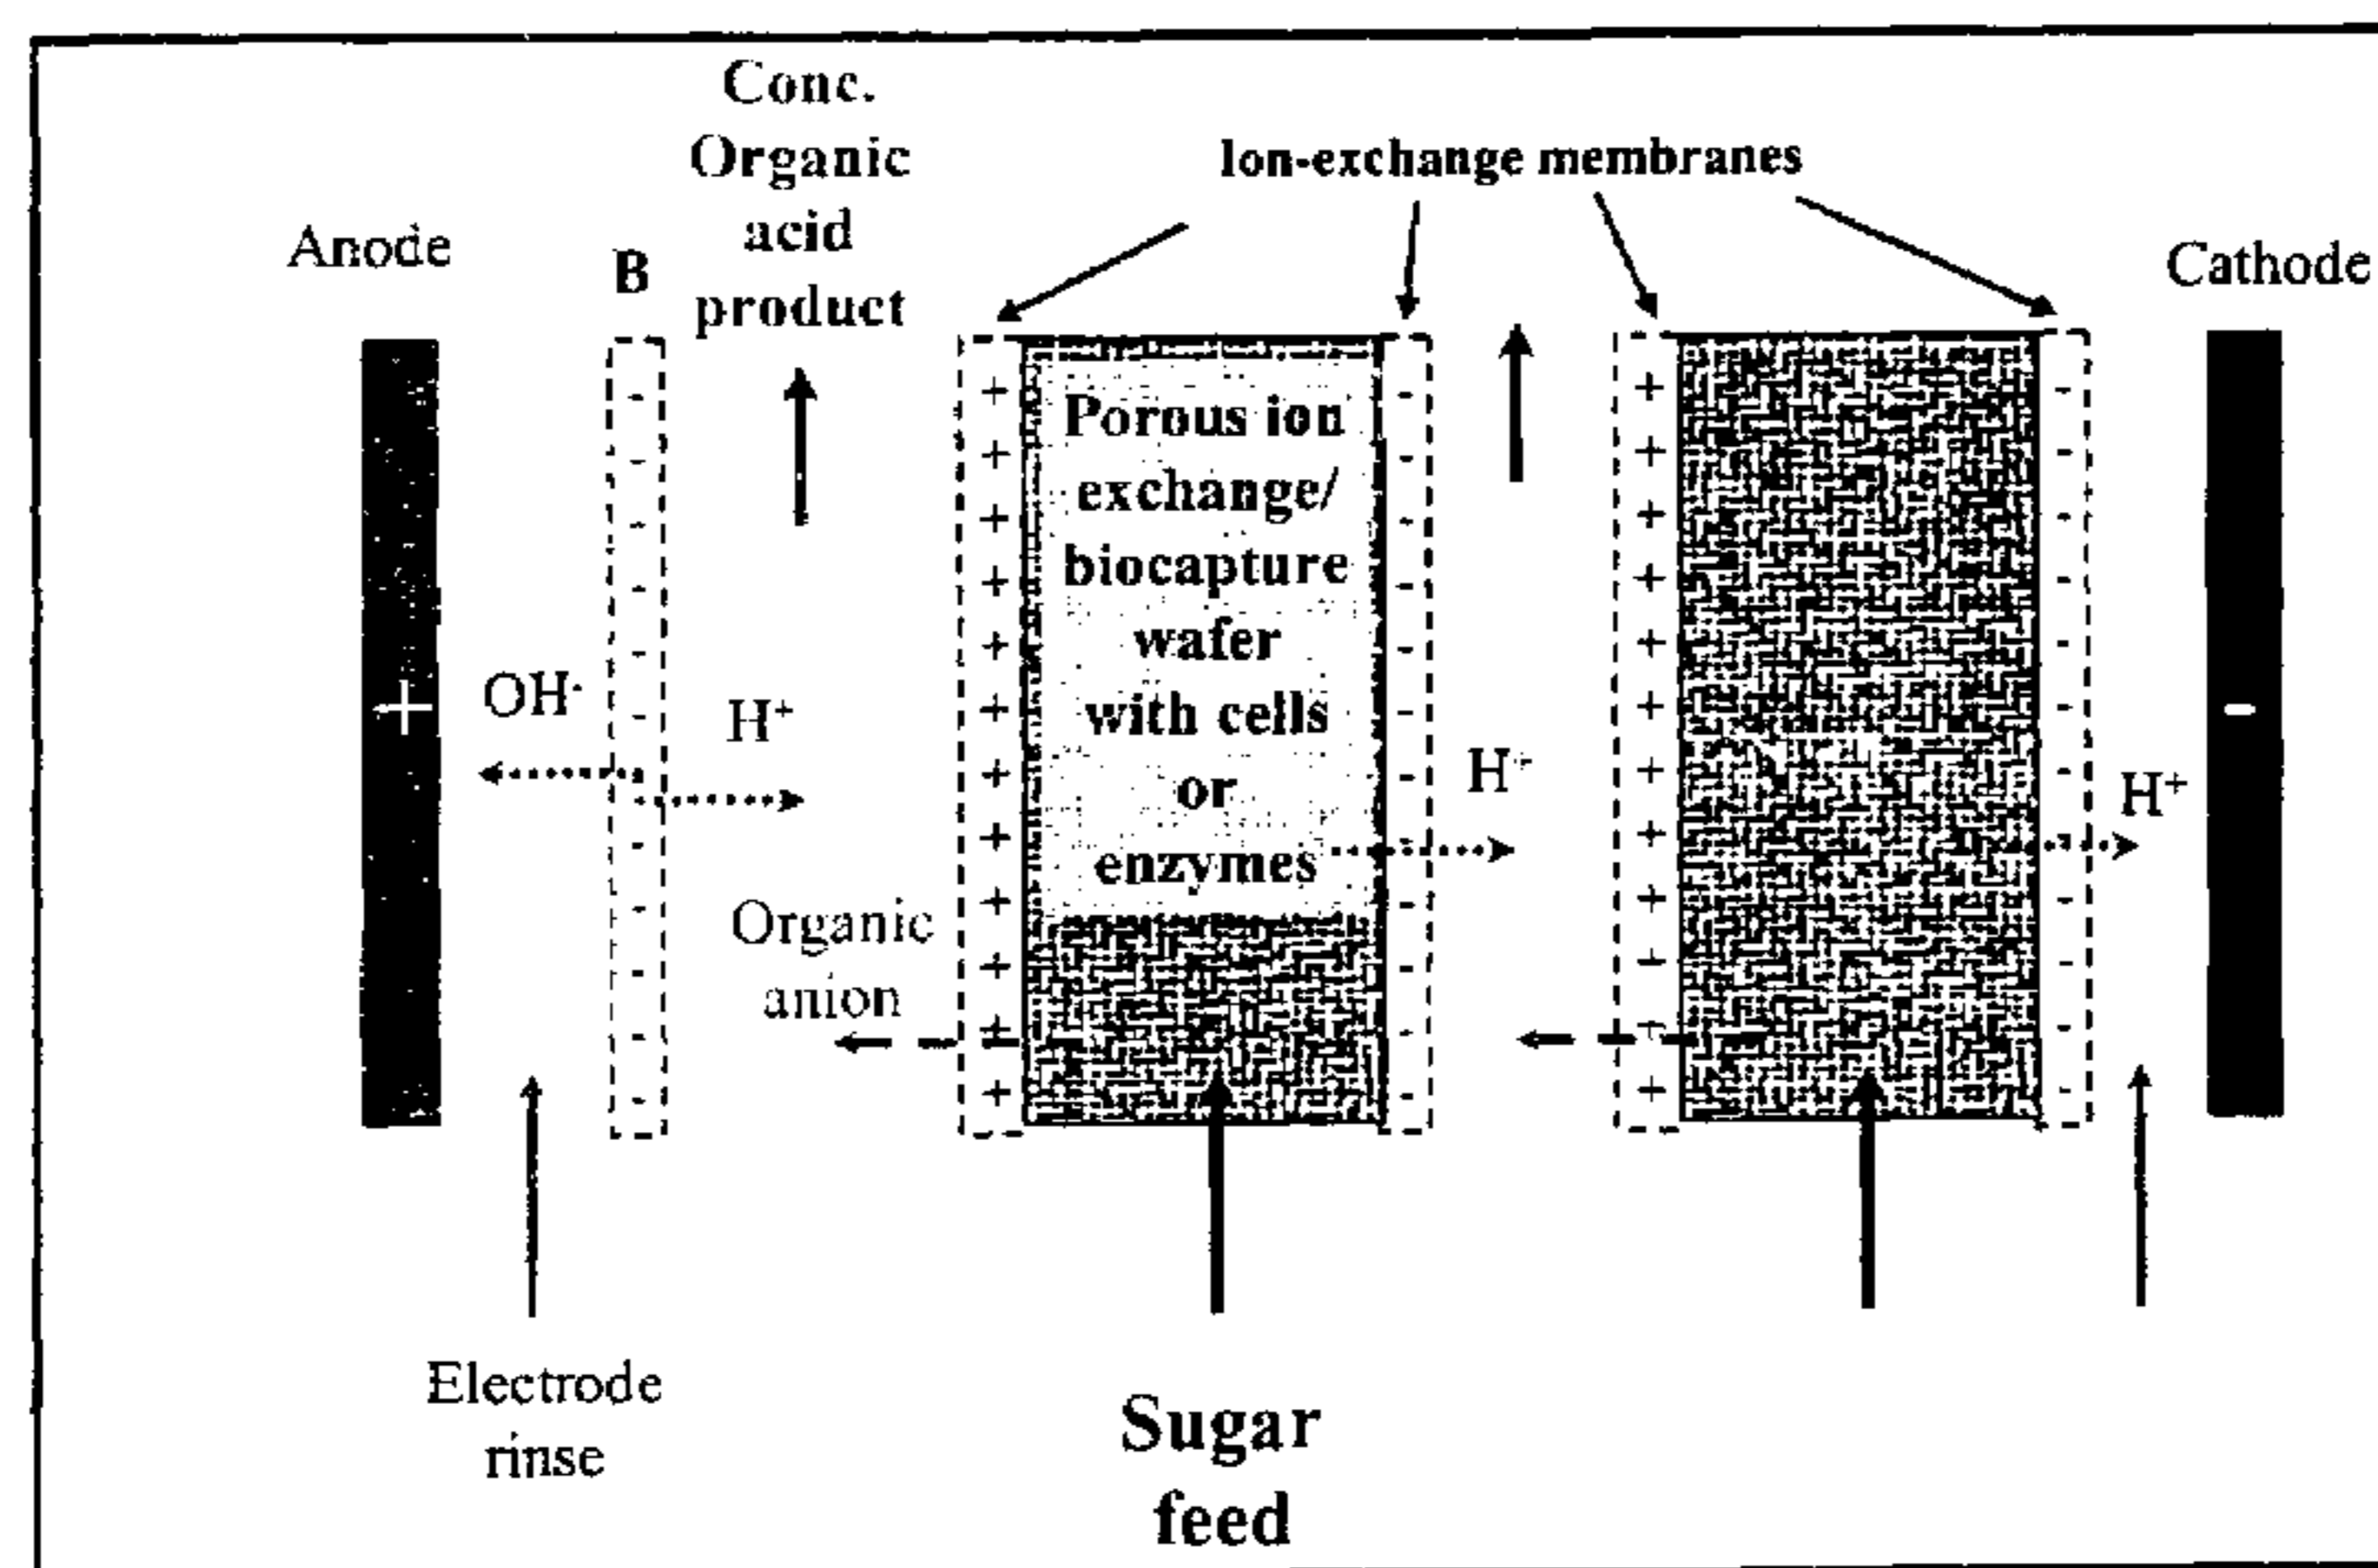 Conc.
Organic
acid
product
Ion-exchange membranes
Anode
B
Cathode
Porous ion
exchange/
biocapture
wafer
with cells
or
enzymes
+
OH-
H+
H+
-
H+
Organic
anion
Electrode
rinse
Sugar
feed